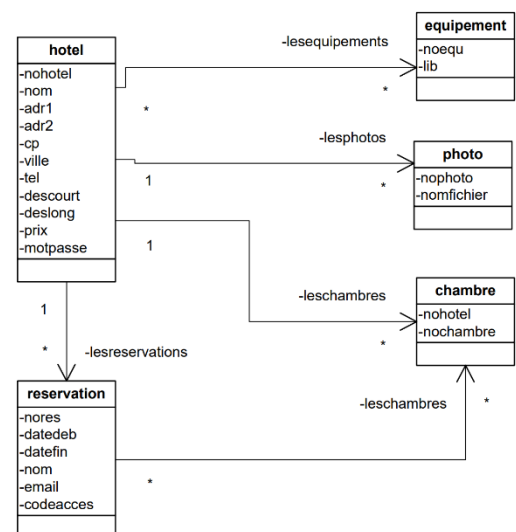 hotel
-nohotel
-nom
-adr1
-adr2
-cp
-ville
-tel
-descourt
-deslong
-prix
-motpasse
-lesequipements
*
*
equipement
-noequ
-lib
-lesphotos
1
*
photo
-nophoto
-nomfichier
1
-leschambres
*
chambre
-nohotel
-nochambre
1
*
-lesreservations
reservation
-nores
-datedeb
-datefin
-nom
-email
-codeacces
-leschambres
*
*